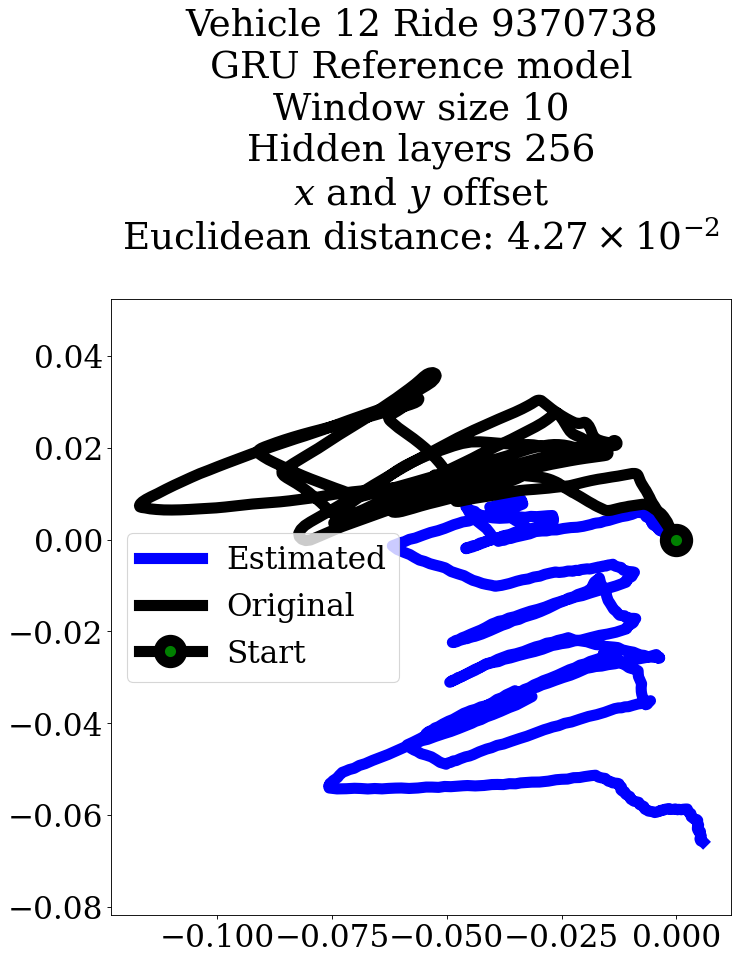 Vehicle 12 Ride 9370738
GRU Reference model
Window size 10
Hidden layers 256
x and y offset
Euclidean distance: 4.27 × 10⁻²
0.04
0.02
0.00
−0.02
−0.04
−0.06
−0.08
Estimated
Original
Start
−0.100 −0.075 −0.050 −0.025 0.000